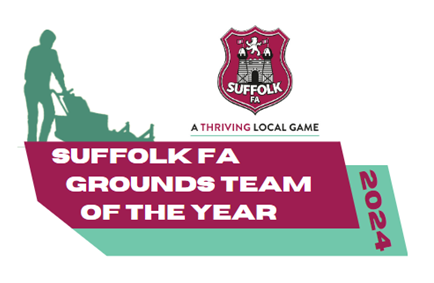 SUFFOLK
FA
A THRIVING LOCAL GAME
SUFFOLK FA
GROUNDS TEAM
OF THE YEAR
2024